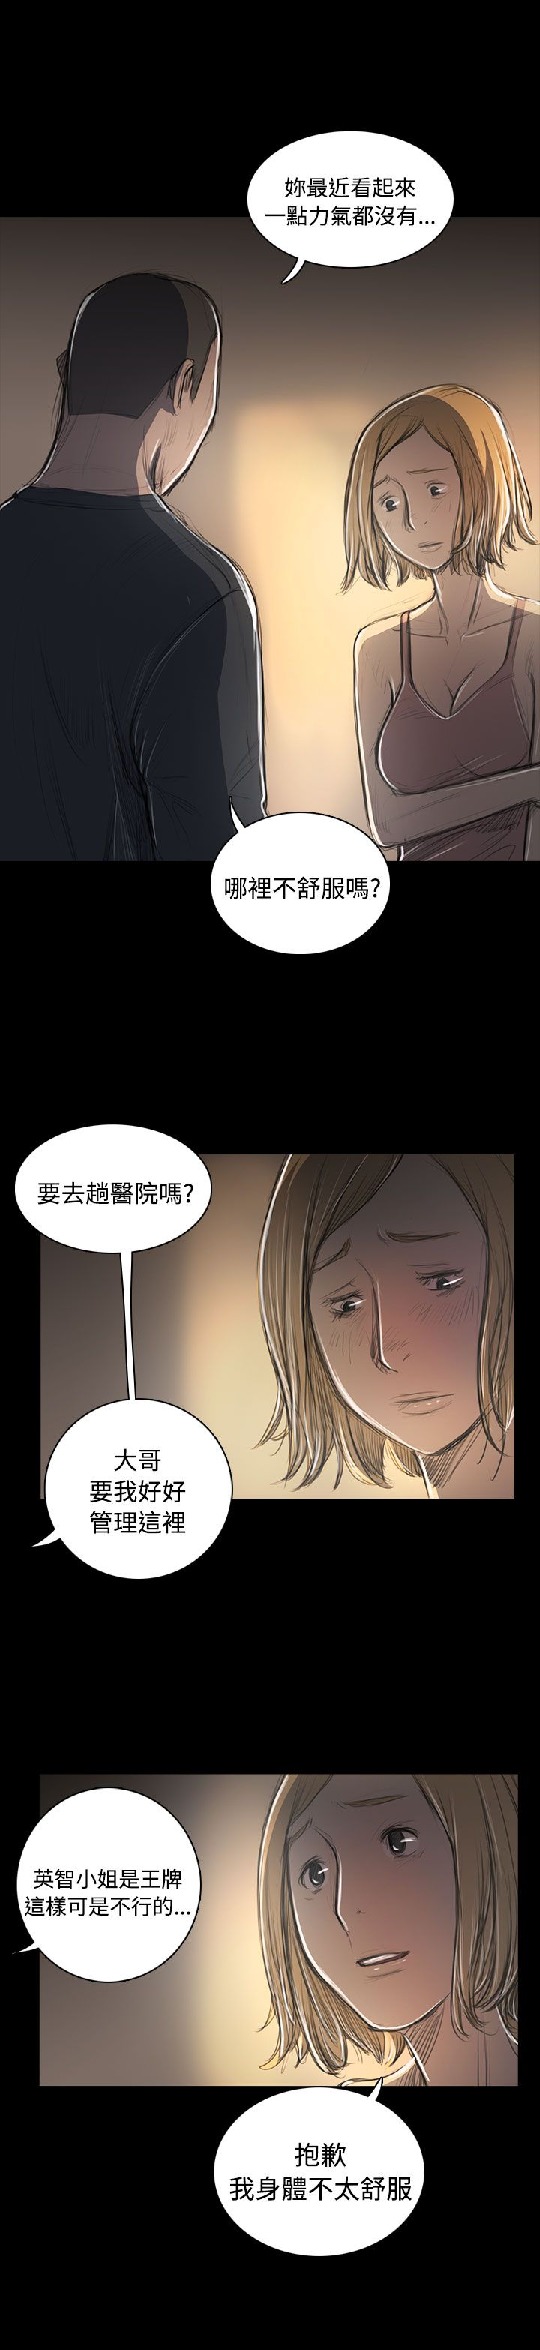 妳最近看起來
一點力氣都沒有...
哪裡不舒服嗎?
要去趟醫院嗎?
大哥
要我好好
管理這裡
英智小姐是王牌
這樣可是不行的...
抱歉
我身體不太舒服